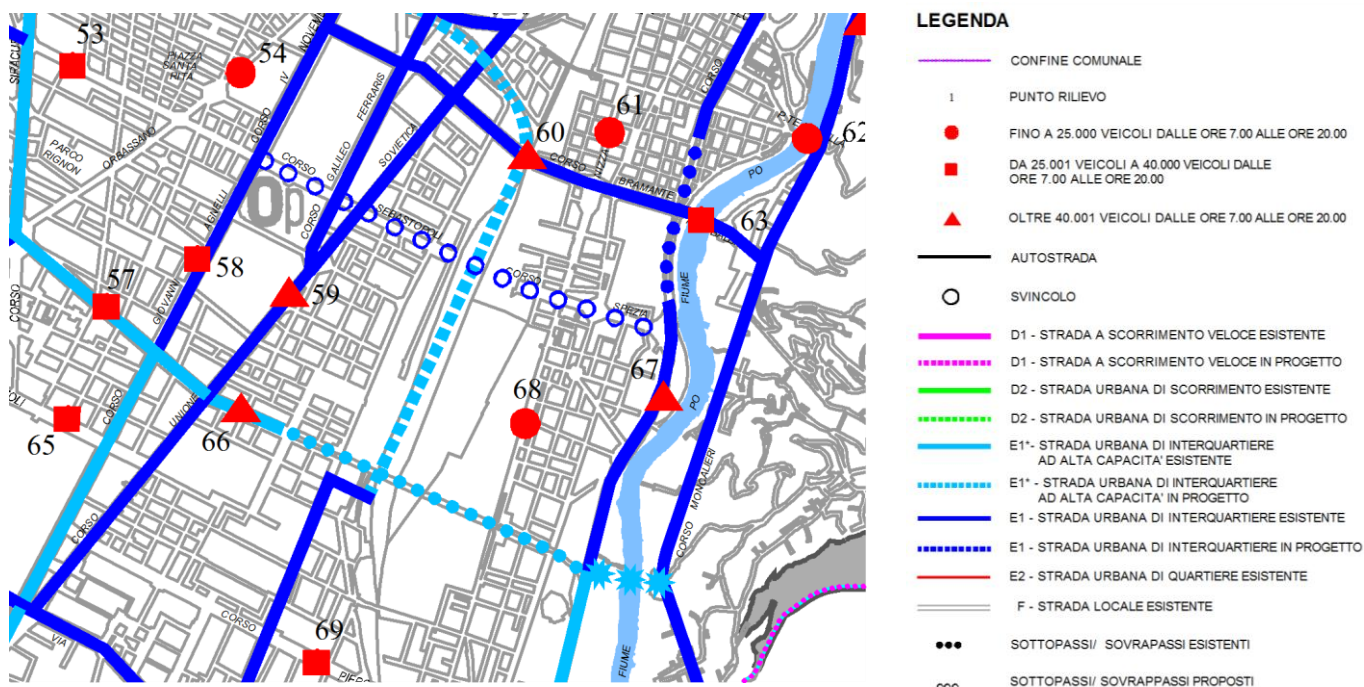 53
54
PIAZZA
SANTA
RITA
CORSO
IV
NOVEM
FERRARIS
GALILEO
CORSO
SOVIETICA
PARCO
RIGNON
ORBASSANO
CORSO
SEBASTOPOLI
AGNELLI
GIOVANNI
58
57
59
60
61
NIZZA
CORSO
BRAMANTE
CORSO
PO
62
63
FIUME
CORSO
SPEZIA
CORSO
CORSO
UNIONE
65
66
67
68
PO
CORSO MONCALIERI
CORSO
VIA
CORSO
69
FIUME
LEGENDA
CONFINE COMUNALE
1 PUNTO RILIEVO
FINO A 25.000 VEICOLI DALLE ORE 7.00 ALLE ORE 20.00
DA 25.001 VEICOLI A 40.000 VEICOLI DALLE
ORE 7.00 ALLE ORE 20.00
OLTRE 40.001 VEICOLI DALLE ORE 7.00 ALLE ORE 20.00
AUTOSTRADA
SVINCOLO
D1 - STRADA A SCORRIMENTO VELOCE ESISTENTE
D1 - STRADA A SCORRIMENTO VELOCE IN PROGETTO
D2 - STRADA URBANA DI SCORRIMENTO ESISTENTE
D2 - STRADA URBANA DI SCORRIMENTO IN PROGETTO
E1*- STRADA URBANA DI INTERQUARTIERE
AD ALTA CAPACITA' ESISTENTE
E1* - STRADA URBANA DI INTERQUARTIERE
AD ALTA CAPACITA' IN PROGETTO
E1 - STRADA URBANA DI INTERQUARTIERE ESISTENTE
E1 - STRADA URBANA DI INTERQUARTIERE IN PROGETTO
E2 - STRADA URBANA DI QUARTIERE ESISTENTE
F - STRADA LOCALE ESISTENTE
SOTTOPASSI/ SOVRAPASSI ESISTENTI
SOTTOPASSI/ SOVRAPPASSI PROPOSTI